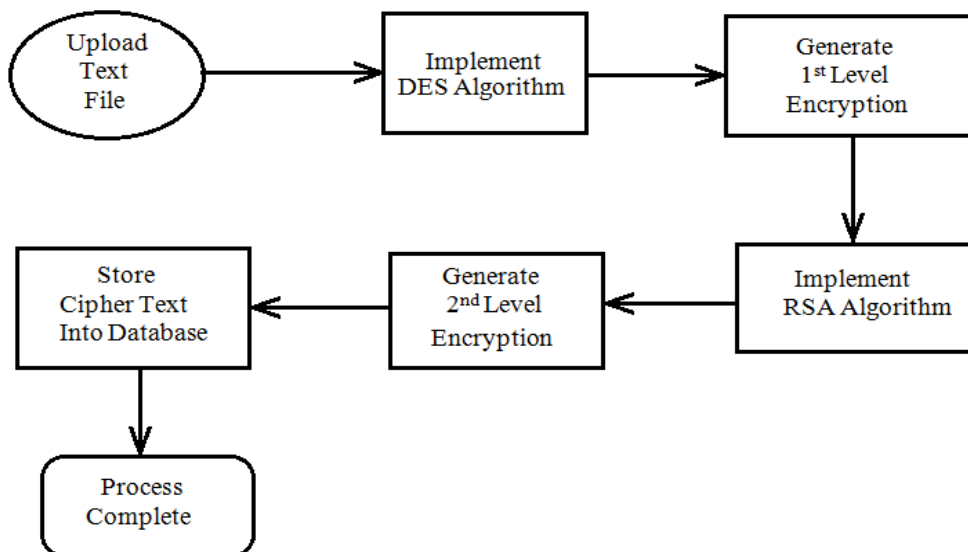 Upload
Text
File
Implement
DES Algorithm
Generate
1st Level
Encryption
Implement
RSA Algorithm
Generate
2nd Level
Encryption
Store
Cipher Text
Into Database
Process
Complete